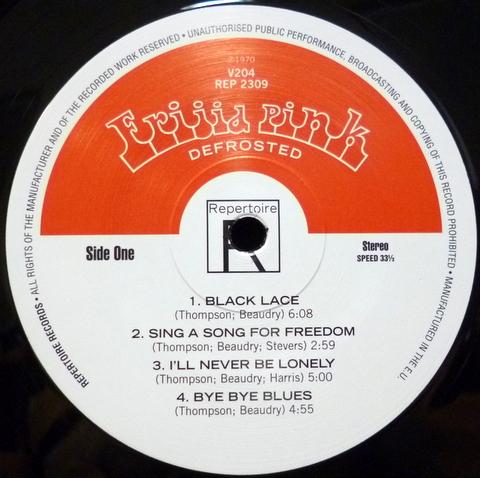 REPERTOIRE RECORDS • ALL RIGHTS OF THE MANUFACTURER AND OF THE RECORDED WORK RESERVED • UNAUTHORISED PUBLIC PERFORMANCE, BROADCASTING AND COPYING OF THIS RECORD PROHIBITED • MANUFACTURED IN THE E.U.
℗1970
V204
REP 2309
Frijid Pink
DEFROSTED
Repertoire
R
Side One
Stereo
SPEED 33⅓
1. BLACK LACE
(Thompson; Beaudry) 6:08
2. SING A SONG FOR FREEDOM
(Thompson; Beaudry; Stevers) 2:59
3. I'LL NEVER BE LONELY
(Thompson; Beaudry; Harris) 5:00
4. BYE BYE BLUES
(Thompson; Beaudry) 4:55